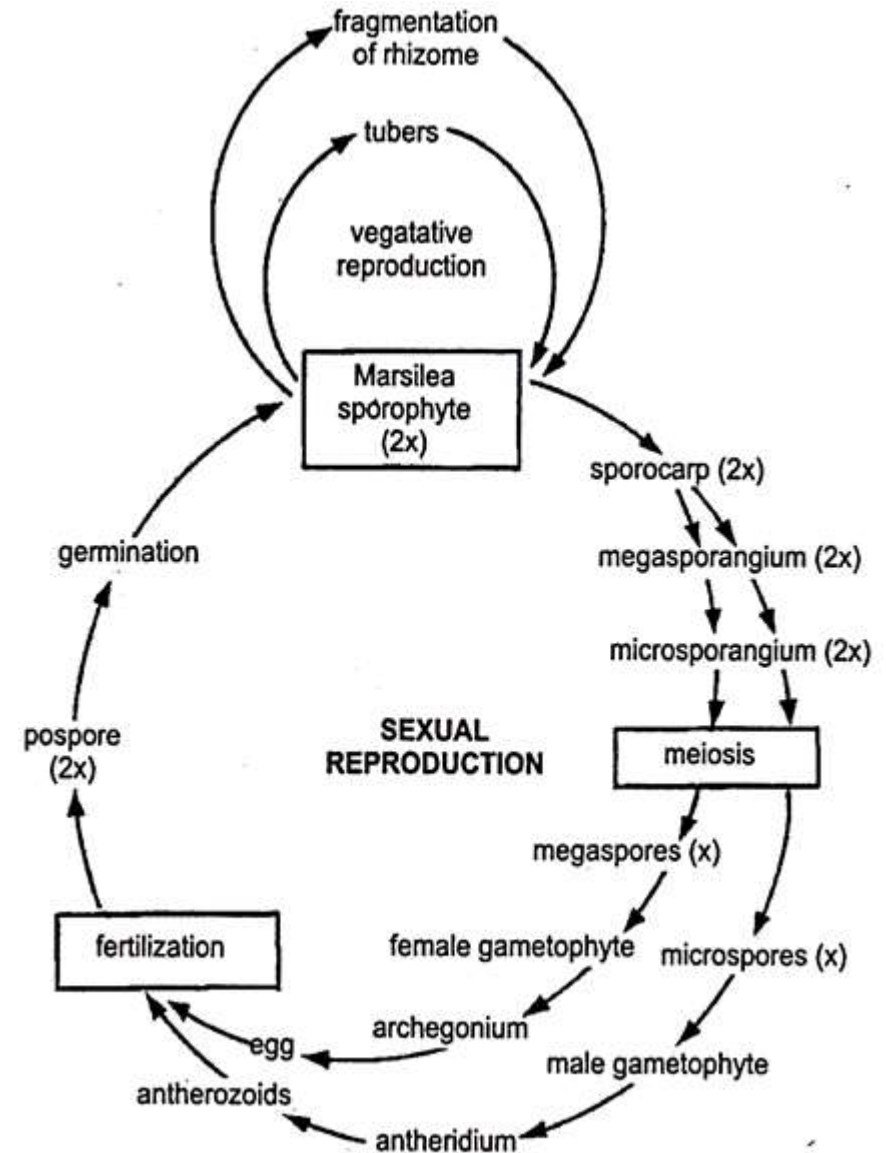 fragmentation
of rhizome
tubers
vegatative
reproduction
Marsilea
sporophyte
(2x)
sporocarp (2x)
germination
megasporangium (2x)
microsporangium (2x)
SEXUAL
REPRODUCTION
pospore
(2x)
meiosis
megaspores (x)
fertilization
female gametophyte
microspores (x)
archegonium
egg
male gametophyte
antherozoids
antheridium